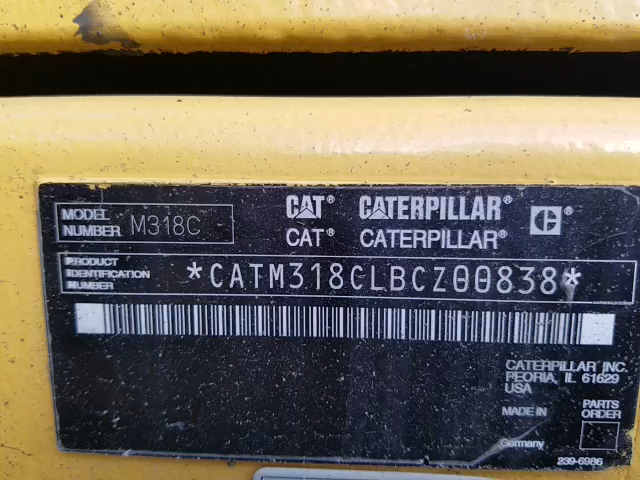 MODEL NUMBER M318C
CAT® CATERPILLAR® C®
CAT® CATERPILLAR®
PRODUCT IDENTIFICATION NUMBER *CATM318CLBCZ00838*
CATERPILLAR INC.
PEORIA, IL 61629
USA
MADE IN
Germany
PARTS ORDER
239-6986